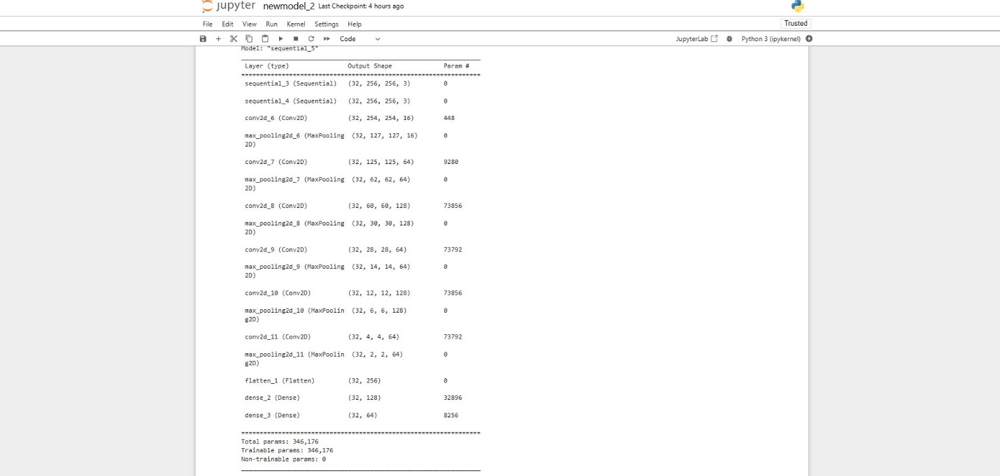 jupyter newmodel_2 Last Checkpoint: 4 hours ago
File Edit View Run Kernel Settings Help Trusted
Code JupyterLab Python 3 (ipykernel)
Model: "sequential_5"
Layer (type) Output Shape Param #
=================================================================
sequential_3 (Sequential) (32, 256, 256, 3) 0
sequential_4 (Sequential) (32, 256, 256, 3) 0
conv2d_6 (Conv2D) (32, 254, 254, 16) 448
max_pooling2d_6 (MaxPooling (32, 127, 127, 16) 0
2D)
conv2d_7 (Conv2D) (32, 125, 125, 64) 9280
max_pooling2d_7 (MaxPooling (32, 62, 62, 64) 0
2D)
conv2d_8 (Conv2D) (32, 60, 60, 128) 73856
max_pooling2d_8 (MaxPooling (32, 30, 30, 128) 0
2D)
conv2d_9 (Conv2D) (32, 28, 28, 64) 73792
max_pooling2d_9 (MaxPooling (32, 14, 14, 64) 0
2D)
conv2d_10 (Conv2D) (32, 12, 12, 128) 73856
max_pooling2d_10 (MaxPoolin (32, 6, 6, 128) 0
g2D)
conv2d_11 (Conv2D) (32, 4, 4, 64) 73792
max_pooling2d_11 (MaxPoolin (32, 2, 2, 64) 0
g2D)
flatten_1 (Flatten) (32, 256) 0
dense_2 (Dense) (32, 128) 32896
dense_3 (Dense) (32, 64) 8256
=================================================================
Total params: 346,176
Trainable params: 346,176
Non-trainable params: 0